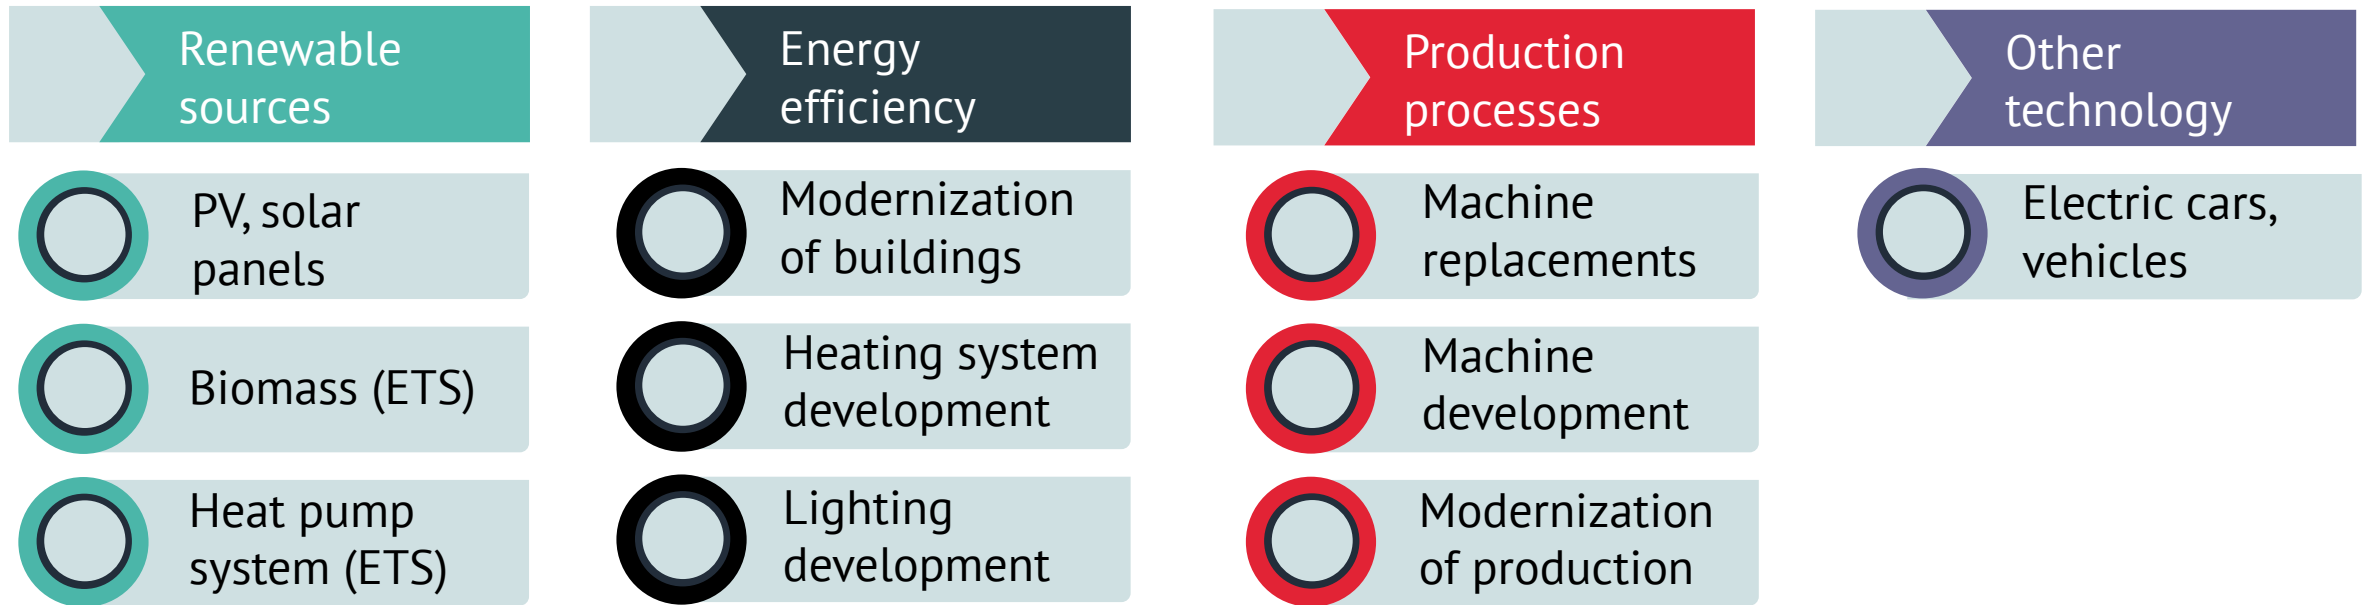 Renewable
sources
PV, solar
panels
Biomass (ETS)
Heat pump
system (ETS)
Energy
efficiency
Modernization
of buildings
Heating system
development
Lighting
development
Production
processes
Machine
replacements
Machine
development
Modernization
of production
Other
technology
Electric cars,
vehicles